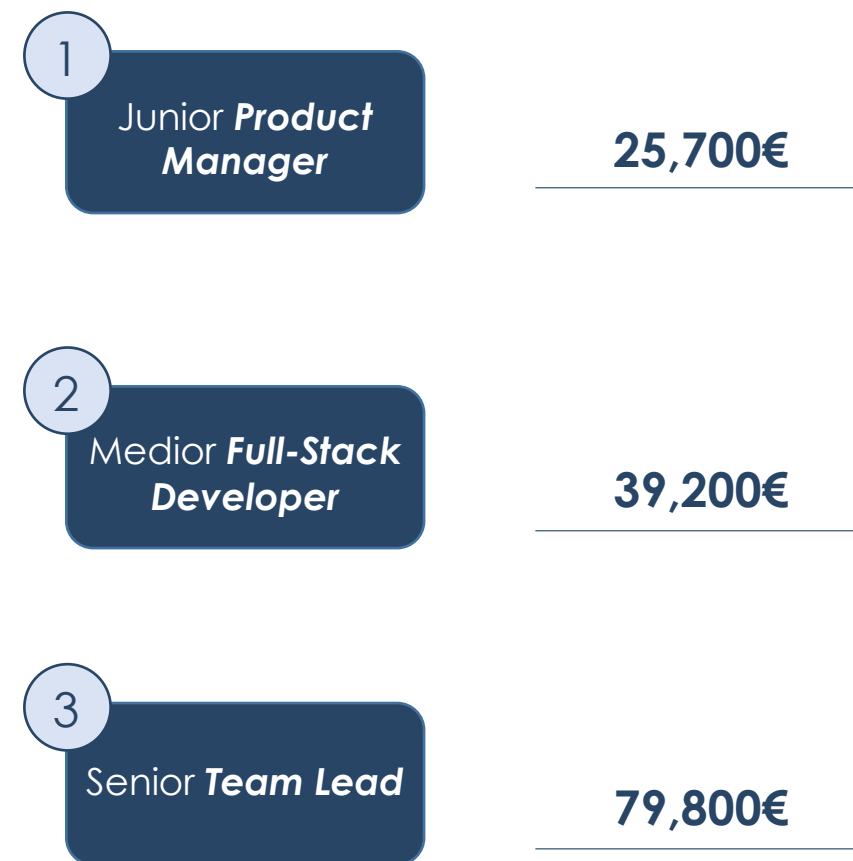 1
Junior Product
Manager
25,700€
2
Medior Full-Stack
Developer
39,200€
3
Senior Team Lead
79,800€